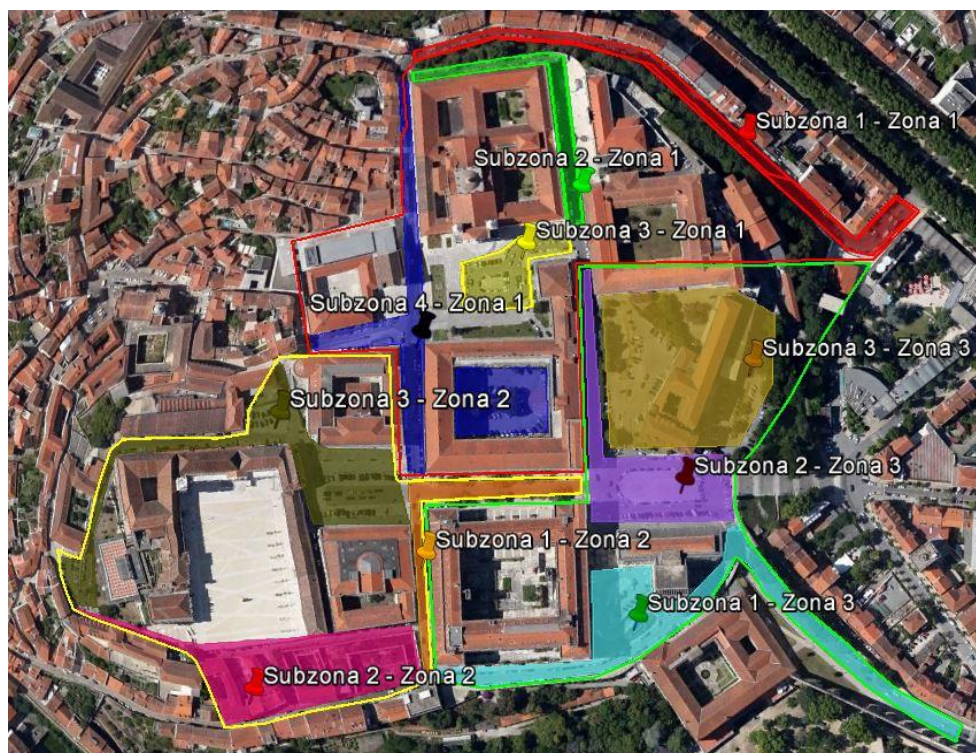 Subzona 1 - Zona 1
Subzona 2 - Zona 1
Subzona 3 - Zona 1
Subzona 4 - Zona 1
Subzona 3 - Zona 3
Subzona 3 - Zona 2
Subzona 2 - Zona 3
Subzona 1 - Zona 2
Subzona 1 - Zona 3
Subzona 2 - Zona 2